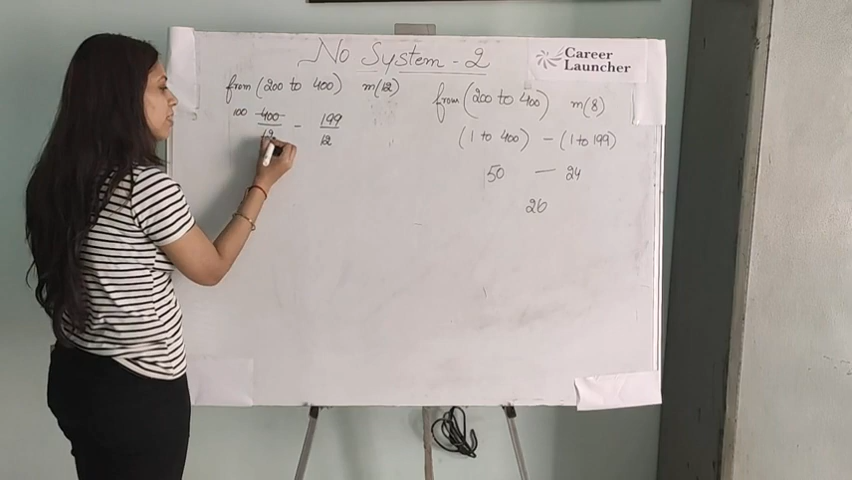 No System - 2
Career
Launcher
from (200 to 400) m(12)
100 400 - 199
12 12
from (200 to 400) m(8)
(1 to 400) - (1 to 199)
50 - 24
26